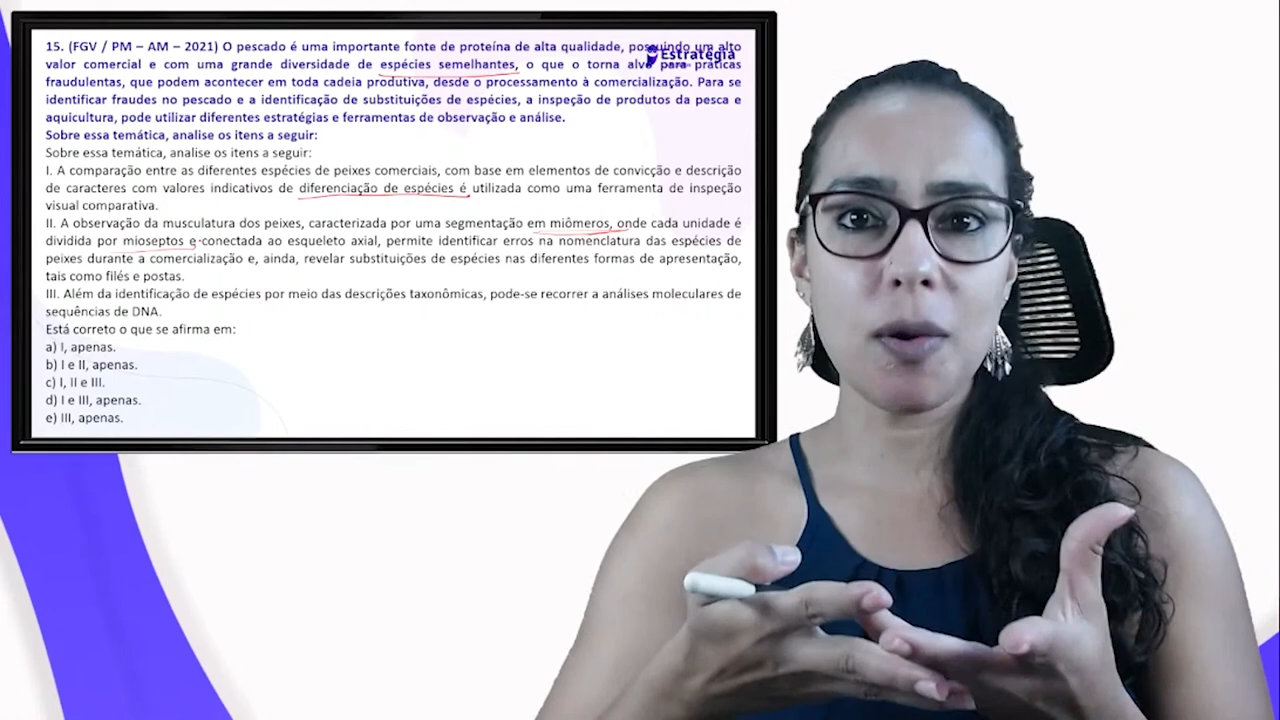 15. (FGV / PM – AM – 2021) O pescado é uma importante fonte de proteína de alta qualidade, possuindo um alto
Estratégia
valor comercial e com uma grande diversidade de espécies semelhantes, o que o torna alvo para práticas
fraudulentas, que podem acontecer em toda cadeia produtiva, desde o processamento à comercialização. Para se
identificar fraudes no pescado e a identificação de substituições de espécies, a inspeção de produtos da pesca e
aquicultura, pode utilizar diferentes estratégias e ferramentas de observação e análise.
Sobre essa temática, analise os itens a seguir:
Sobre essa temática, analise os itens a seguir:
I. A comparação entre as diferentes espécies de peixes comerciais, com base em elementos de convicção e descrição
de caracteres com valores indicativos de diferenciação de espécies é utilizada como uma ferramenta de inspeção
visual comparativa.
II. A observação da musculatura dos peixes, caracterizada por uma segmentação em miômeros, onde cada unidade é
dividida por mioseptos e conectada ao esqueleto axial, permite identificar erros na nomenclatura das espécies de
peixes durante a comercialização e, ainda, revelar substituições de espécies nas diferentes formas de apresentação,
tais como filés e postas.
III. Além da identificação de espécies por meio das descrições taxonômicas, pode-se recorrer a análises moleculares de
sequências de DNA.
Está correto o que se afirma em:
a) I, apenas.
b) I e II, apenas.
c) I, II e III.
d) I e III, apenas.
e) III, apenas.